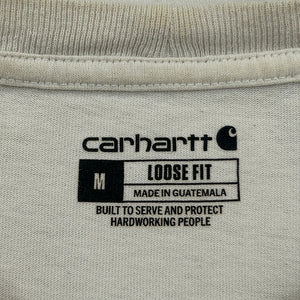 carhartt
M LOOSE FIT
MADE IN GUATEMALA
BUILT TO SERVE AND PROTECT
HARDWORKING PEOPLE